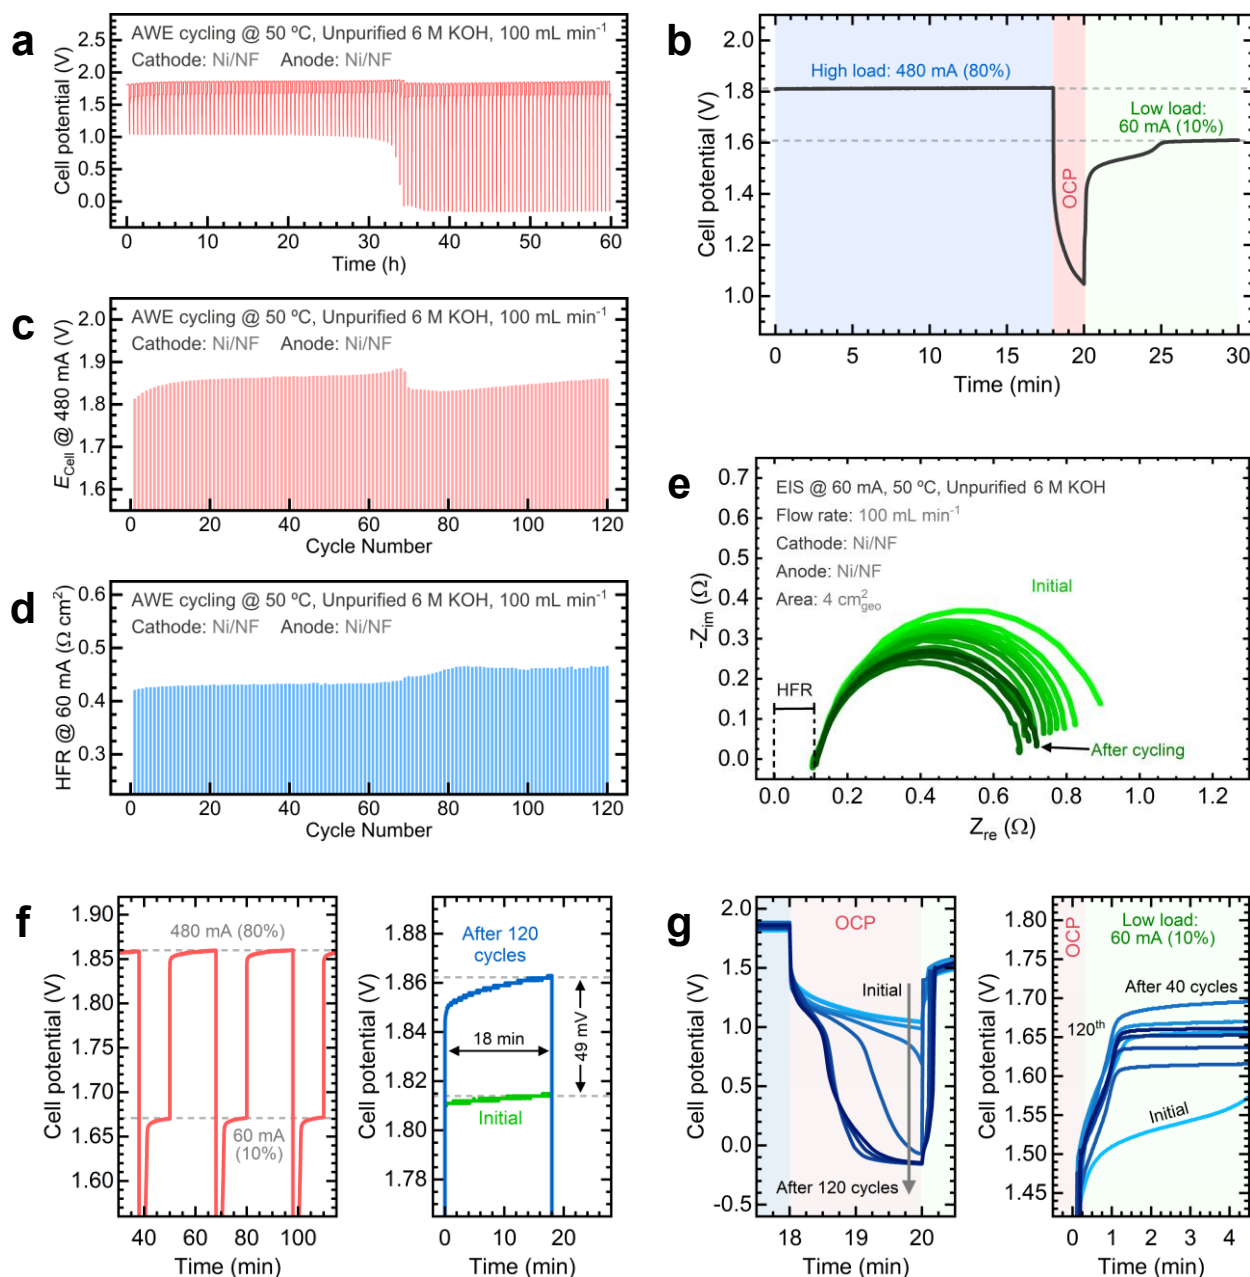 a
AWE cycling @ 50 ºC, Unpurified 6 M KOH, 100 mL min⁻¹
Cathode: Ni/NF Anode: Ni/NF
Cell potential (V)
2.5
2.0
1.5
1.0
0.5
0.0
0 10 20 30 40 50 60
Time (h)
b
High load: 480 mA (80%)
OCP
Low load:
60 mA (10%)
Cell potential (V)
2.0
1.8
1.6
1.4
1.2
1.0
0 5 10 15 20 25 30
Time (min)
c
AWE cycling @ 50 ºC, Unpurified 6 M KOH, 100 mL min⁻¹
Cathode: Ni/NF Anode: Ni/NF
E_Cell @ 480 mA (V)
2.0
1.9
1.8
1.7
1.6
0 20 40 60 80 100 120
Cycle Number
d
AWE cycling @ 50 ºC, Unpurified 6 M KOH, 100 mL min⁻¹
Cathode: Ni/NF Anode: Ni/NF
HFR @ 60 mA (Ω cm²)
0.6
0.5
0.4
0.3
0 20 40 60 80 100 120
Cycle Number
e
EIS @ 60 mA, 50 ºC, Unpurified 6 M KOH
Flow rate: 100 mL min⁻¹
Cathode: Ni/NF
Anode: Ni/NF
Area: 4 cm²geo
Initial
HFR
After cycling
-Z_im (Ω)
0.7
0.6
0.5
0.4
0.3
0.2
0.1
0.0
0.0 0.2 0.4 0.6 0.8 1.0 1.2
Z_re (Ω)
f
480 mA (80%)
60 mA
(10%)
Cell potential (V)
1.90
1.85
1.80
1.75
1.70
1.65
1.60
40 60 80 100
Time (min)
After 120
cycles
18 min
49 mV
Initial
Cell potential (V)
1.88
1.86
1.84
1.82
1.80
1.78
0 10 20
Time (min)
g
OCP
Initial
After 120 cycles
Cell potential (V)
2.0
1.5
1.0
0.5
0.0
-0.5
18 19 20
Time (min)
OCP
Low load:
60 mA (10%)
After 40 cycles
120th
Initial
Cell potential (V)
1.80
1.75
1.70
1.65
1.60
1.55
1.50
1.45
0 1 2 3 4
Time (min)